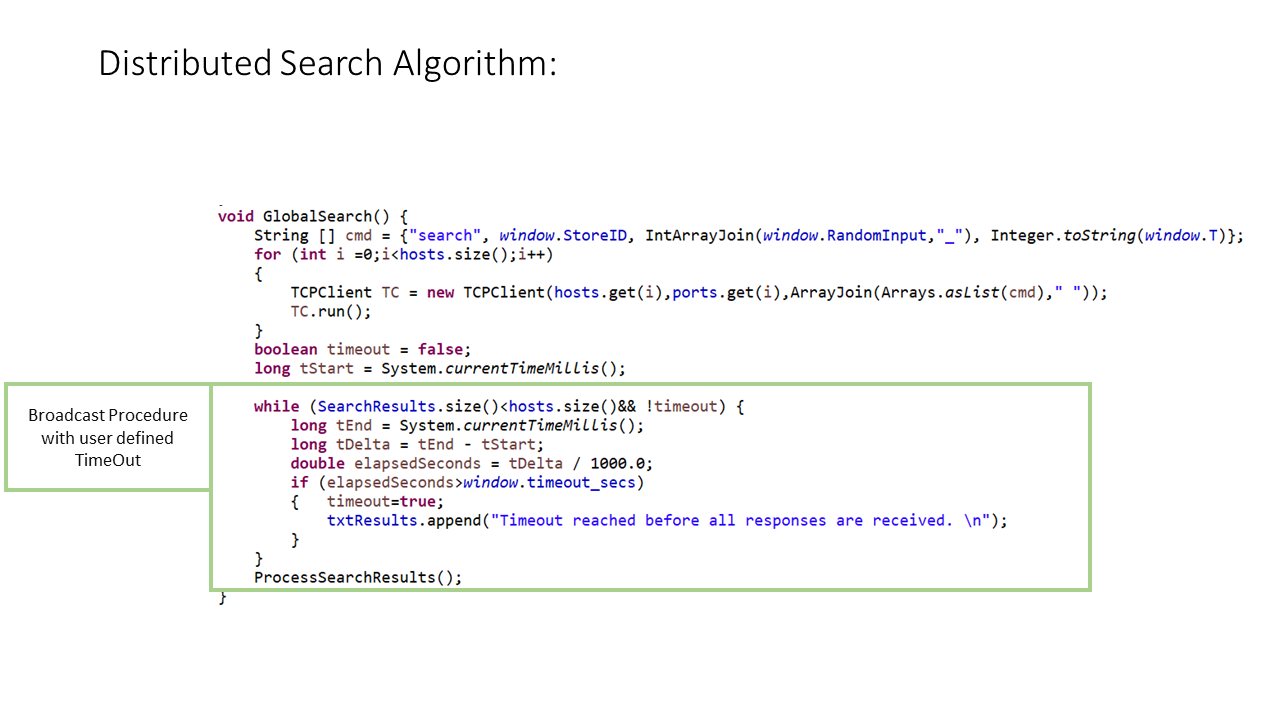 Distributed Search Algorithm:
void GlobalSearch() {
String [] cmd = {"search", window.StoreID, IntArrayJoin(window.RandomInput,"_"), Integer.toString(window.T)};
for (int i =0;i<hosts.size();i++)
{
TCPClient TC = new TCPClient(hosts.get(i),ports.get(i),ArrayJoin(Arrays.asList(cmd)," "));
TC.run();
}
boolean timeout = false;
long tStart = System.currentTimeMillis();
Broadcast Procedure
with user defined
TimeOut
while (SearchResults.size()<hosts.size()&& !timeout) {
long tEnd = System.currentTimeMillis();
long tDelta = tEnd - tStart;
double elapsedSeconds = tDelta / 1000.0;
if (elapsedSeconds>window.timeout_secs)
{ timeout=true;
txtResults.append("Timeout reached before all responses are received. \n");
}
}
ProcessSearchResults();
}